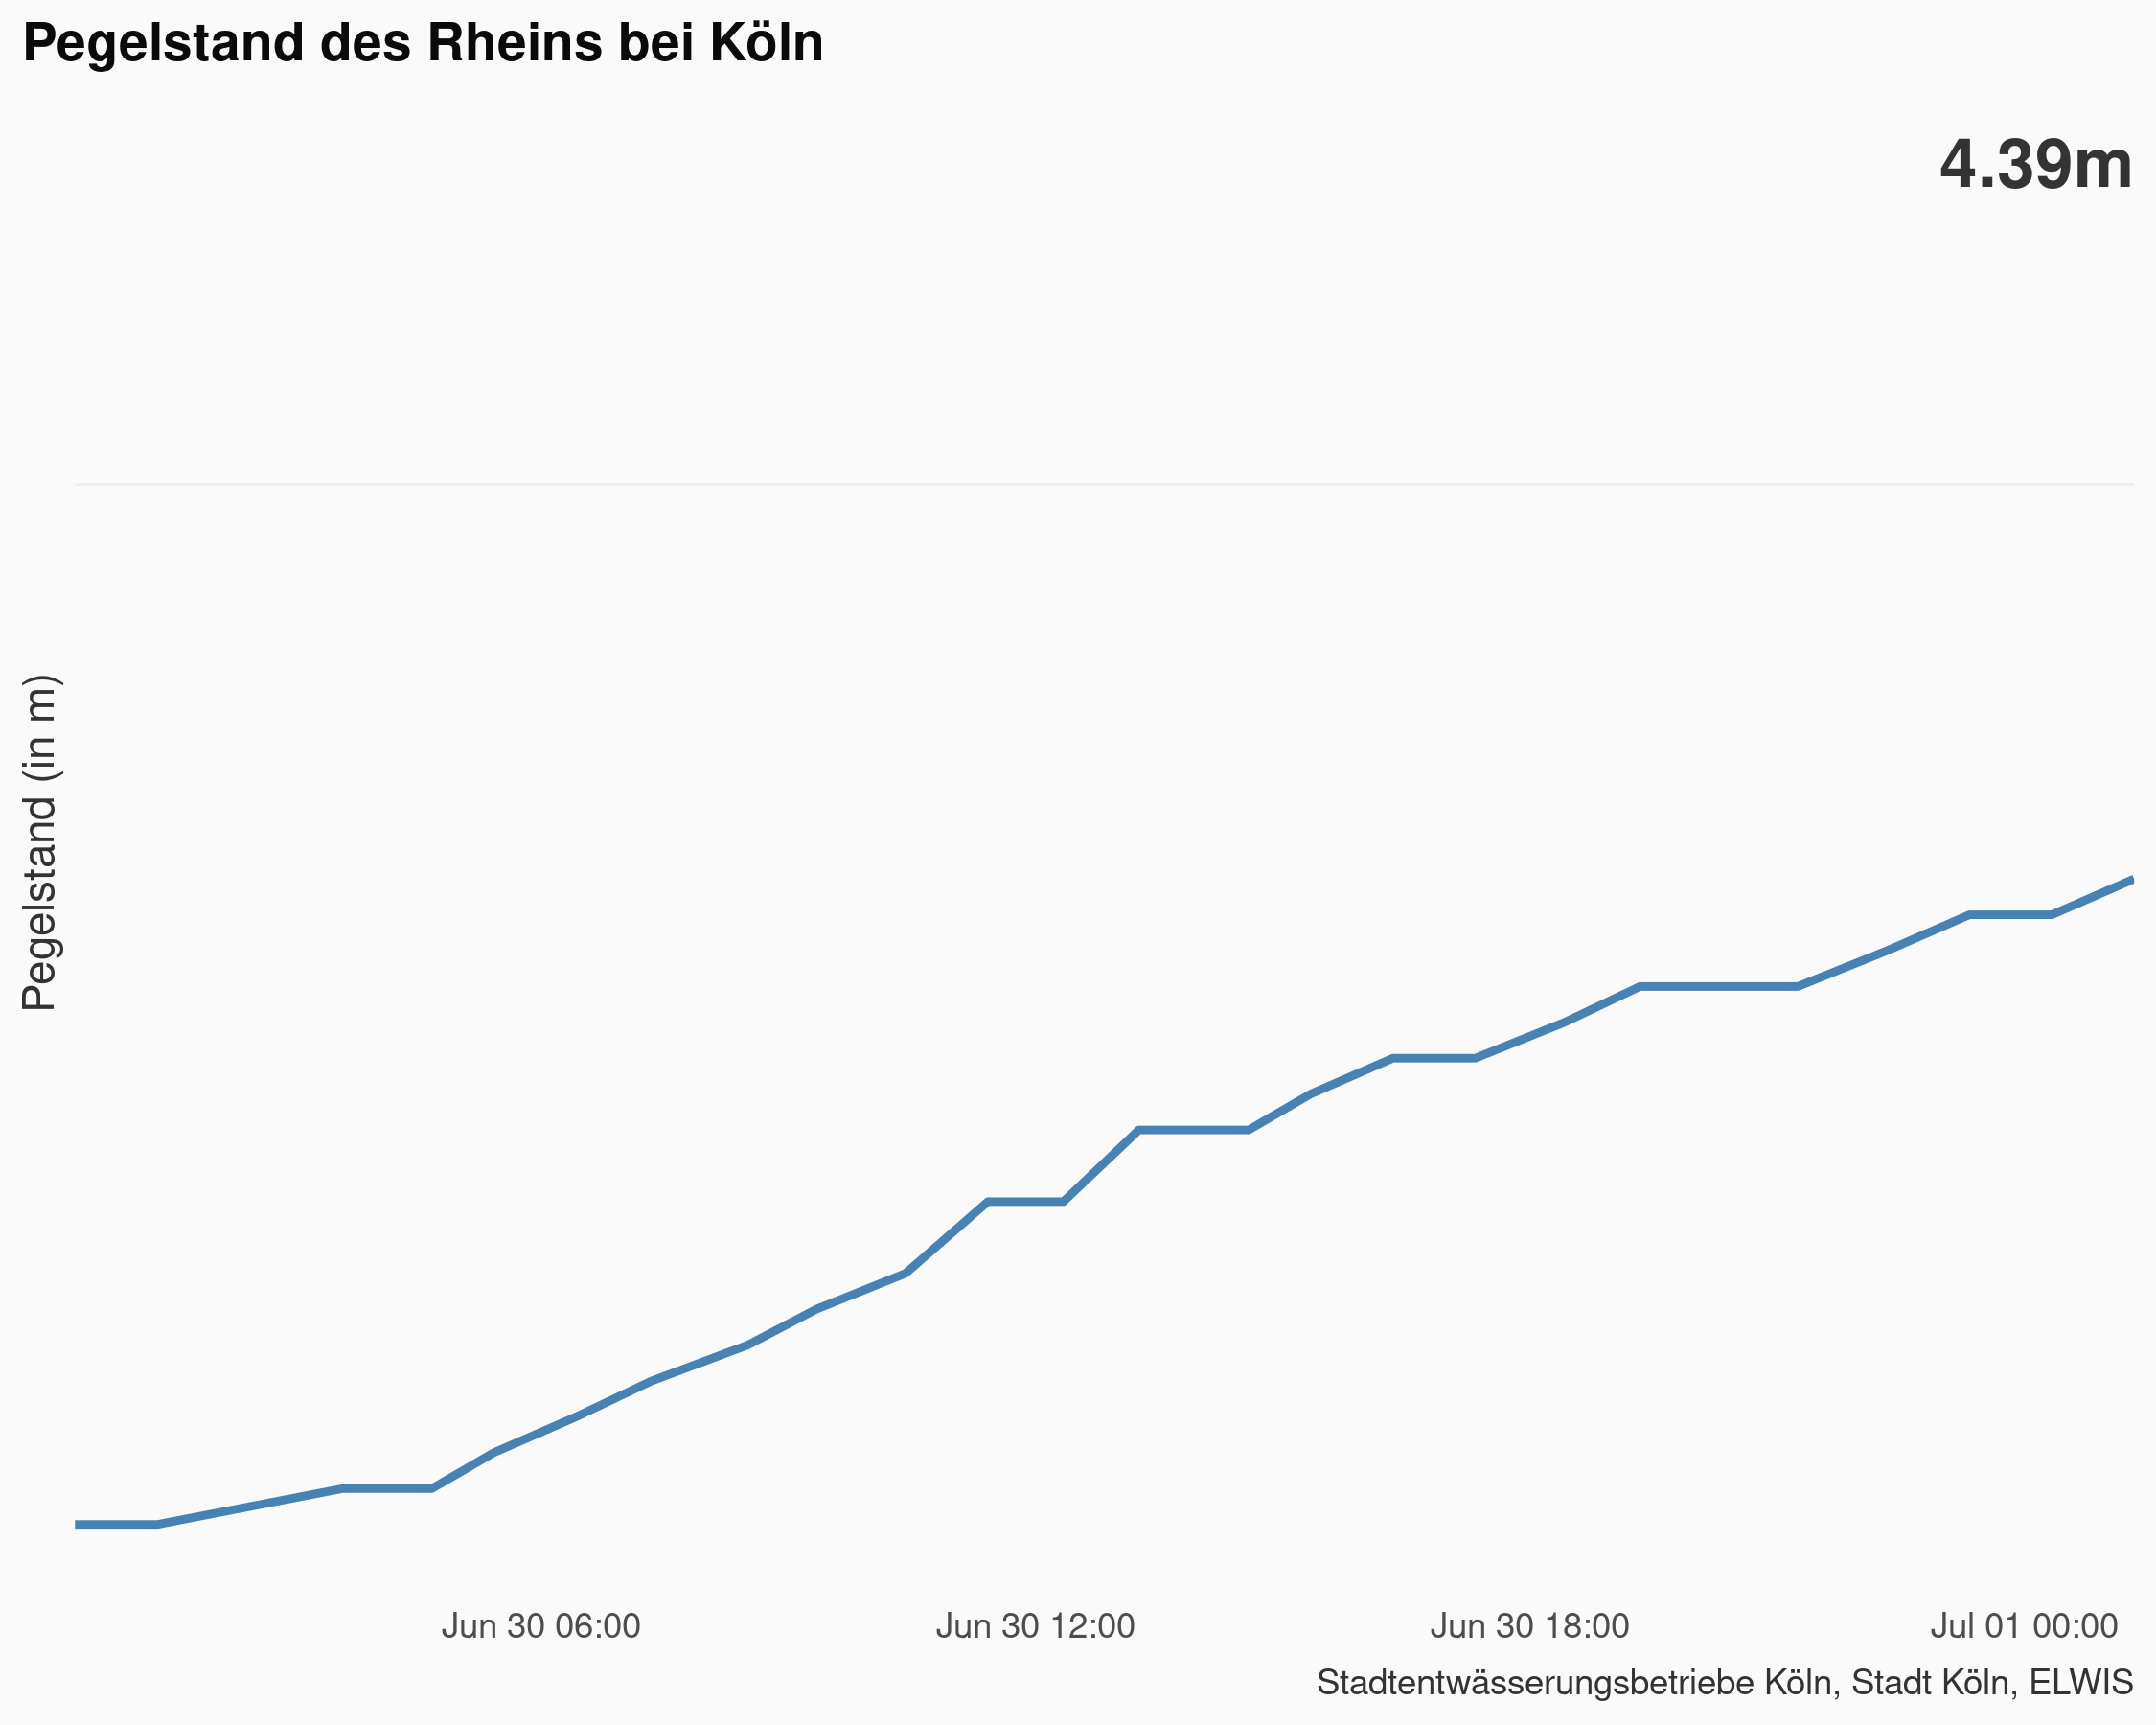 Pegelstand des Rheins bei Köln
4.39m
Pegelstand (in m)
Jun 30 06:00
Jun 30 12:00
Jun 30 18:00
Jul 01 00:00
Stadtentwässerungsbetriebe Köln, Stadt Köln, ELWIS